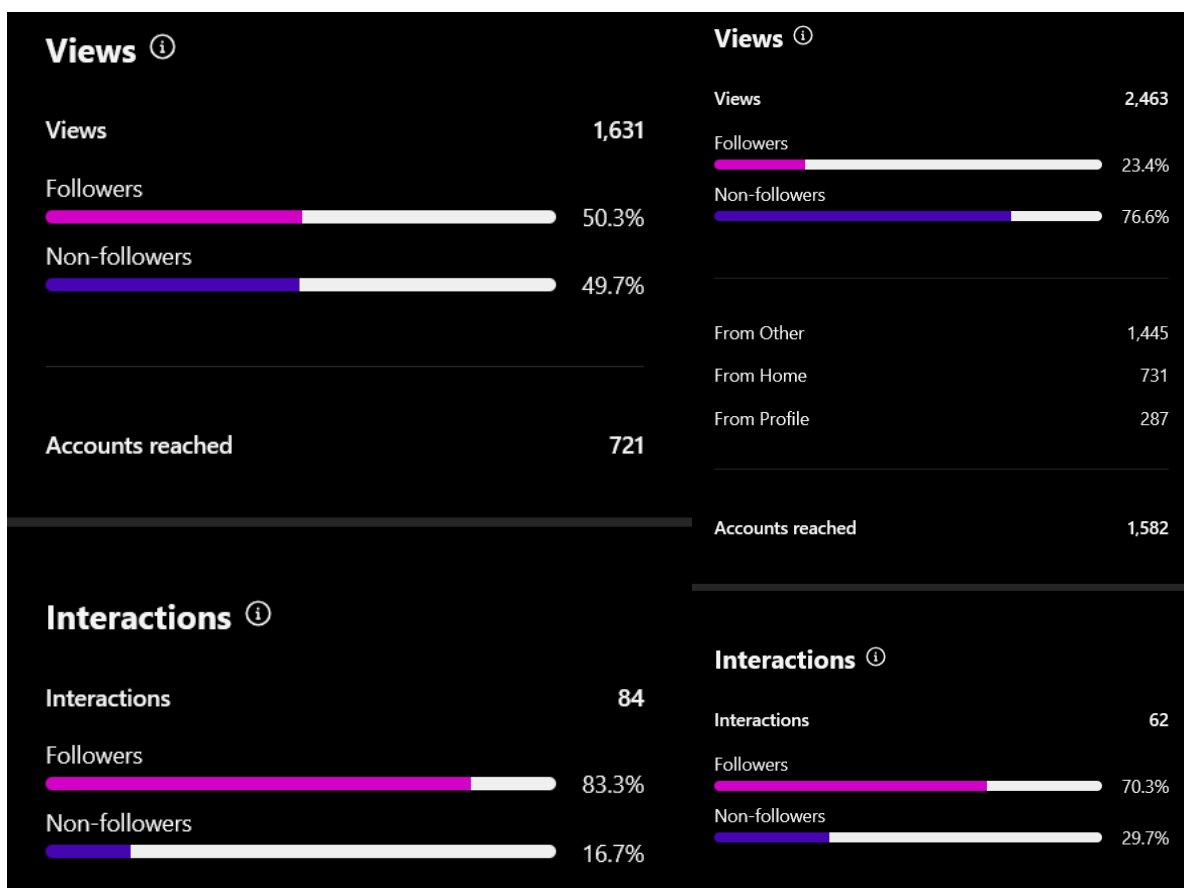 Views
Views 1,631
Followers
50.3%
Non-followers
49.7%
Accounts reached 721
Interactions
Interactions 84
Followers
83.3%
Non-followers
16.7%
Views
Views 2,463
Followers
23.4%
Non-followers
76.6%
From Other 1,445
From Home 731
From Profile 287
Accounts reached 1,582
Interactions
Interactions 62
Followers
70.3%
Non-followers
29.7%